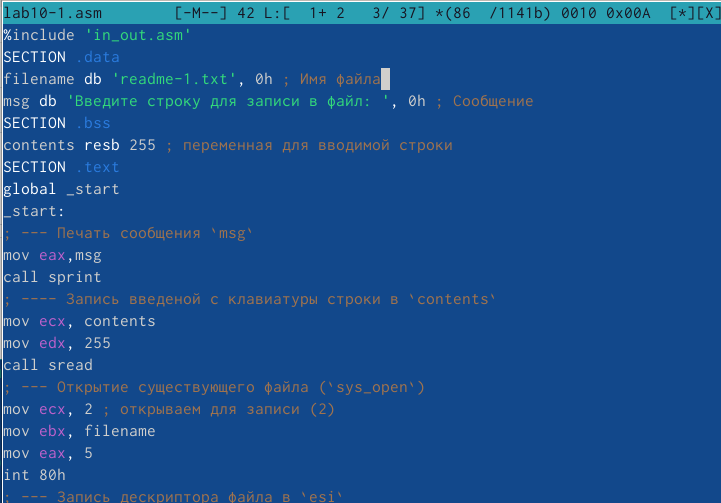 lab10-1.asm [-M--] 42 L:[ 1+ 2 3/ 37] *(86 /1141b) 0010 0x00A [*][X]
%include 'in_out.asm'
SECTION .data
filename db 'readme-1.txt', 0h ; Имя файла
msg db 'Введите строку для записи в файл: ', 0h ; Сообщение
SECTION .bss
contents resb 255 ; переменная для вводимой строки
SECTION .text
global _start
_start:
; --- Печать сообщения `msg`
mov eax,msg
call sprint
; ---- Запись введеной с клавиатуры строки в `contents`
mov ecx, contents
mov edx, 255
call sread
; --- Открытие существующего файла (`sys_open`)
mov ecx, 2 ; открываем для записи (2)
mov ebx, filename
mov eax, 5
int 80h
; --- Запись дескриптора файла в `esi`